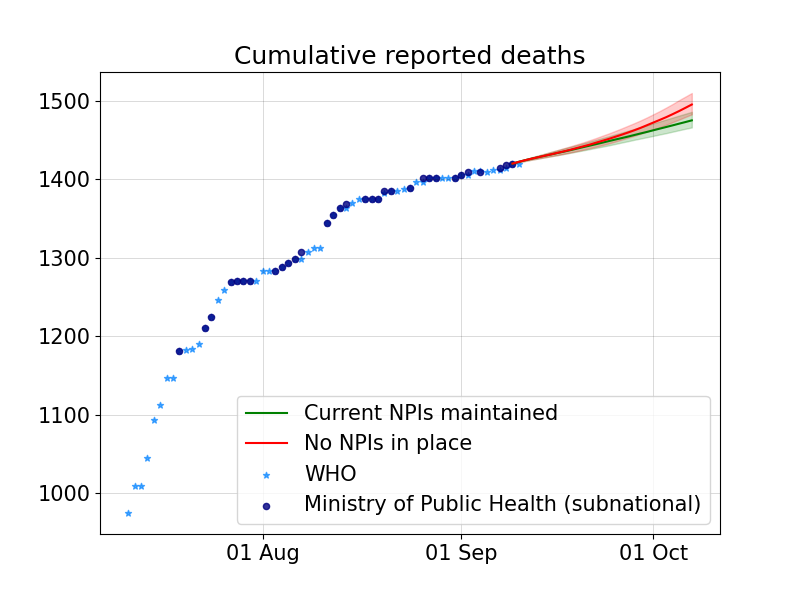 Cumulative reported deaths
1500
1400
1300
1200
1100
1000
Current NPIs maintained
No NPIs in place
WHO
Ministry of Public Health (subnational)
01 Aug
01 Sep
01 Oct